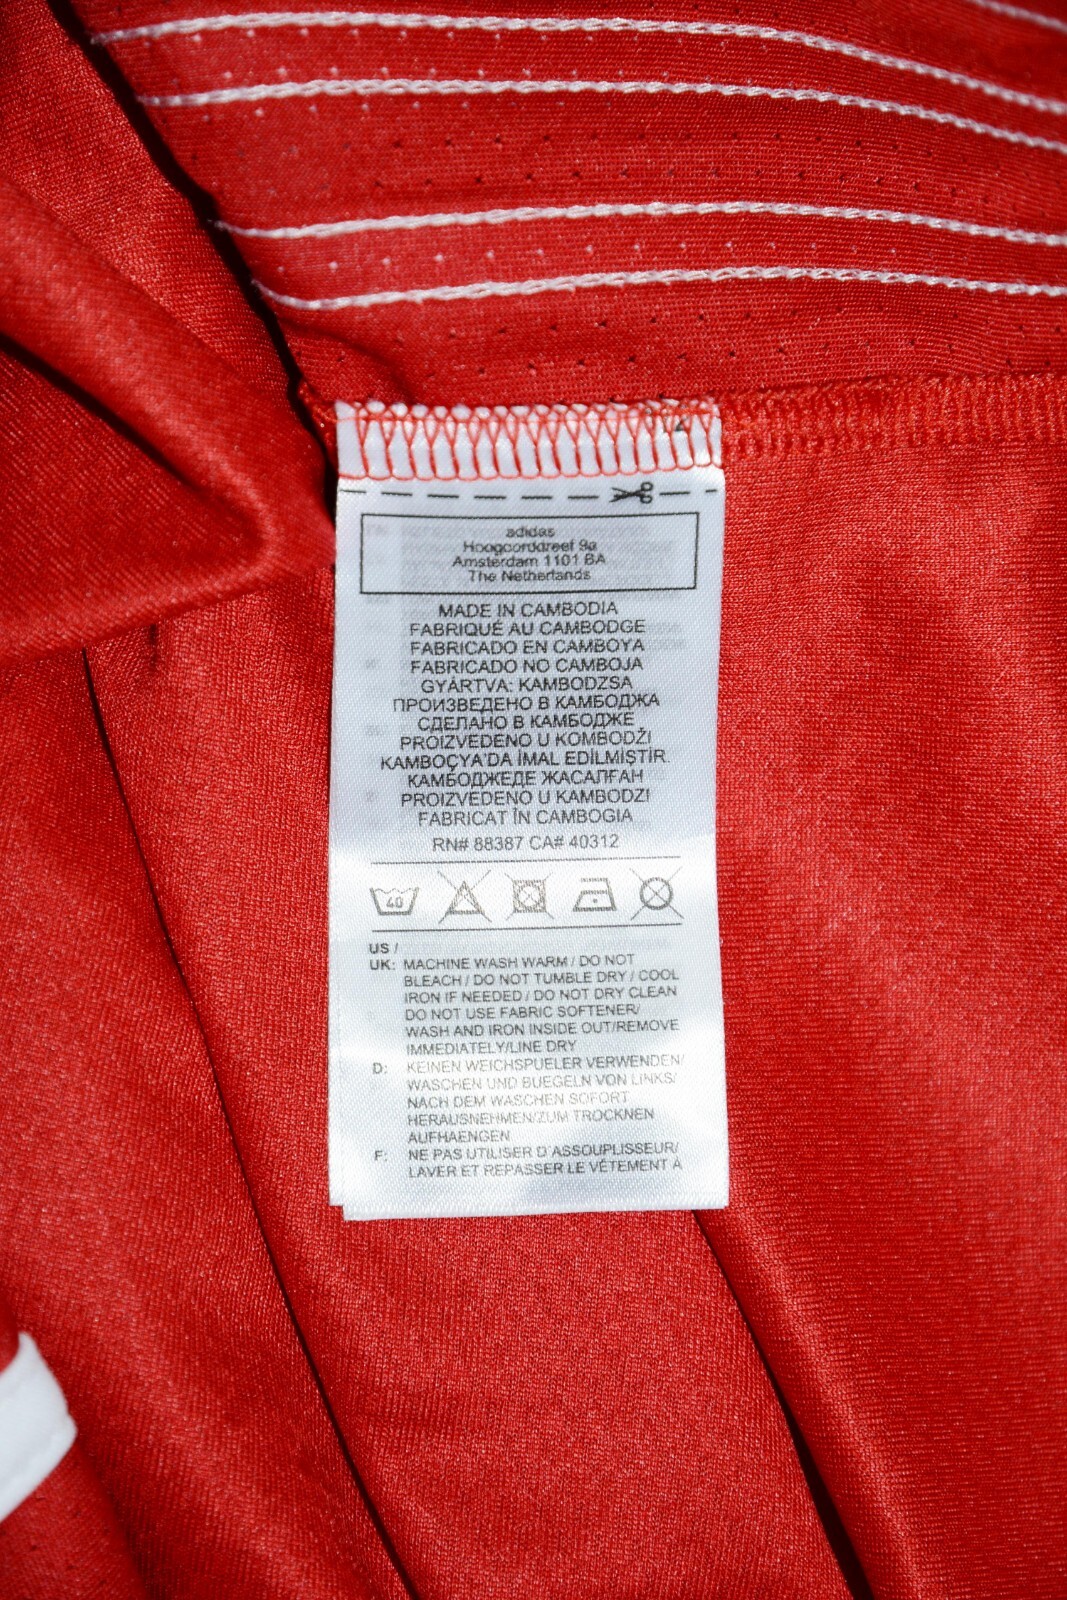 adidas
Hoogoorddreef 9a
Amsterdam 1101 BA
The Netherlands
MADE IN CAMBODIA
FABRIQUÉ AU CAMBODGE
FABRICADO EN CAMBOYA
FABRICADO NO CAMBOJA
GYÁRTVA: KAMBODZSA
ПРОИЗВЕДЕНО В КАМБОДЖА
СДЕЛАНО В КАМБОДЖЕ
PROIZVEDENO U KOMBODŽI
KAMBOÇYA'DA İMAL EDİLMİŞTİR.
КАМБОДЖЕДЕ ЖАСАЛҒАН
PROIZVEDENO U KAMBODZI
FABRICAT ÎN CAMBOGIA
RN# 88387 CA# 40312
40
US /
UK: MACHINE WASH WARM / DO NOT
BLEACH / DO NOT TUMBLE DRY / COOL
IRON IF NEEDED / DO NOT DRY CLEAN
DO NOT USE FABRIC SOFTENER/
WASH AND IRON INSIDE OUT/REMOVE
IMMEDIATELY/LINE DRY
D: KEINEN WEICHSPUELER VERWENDEN/
WASCHEN UND BUEGELN VON LINKS/
NACH DEM WASCHEN SOFORT
HERAUSNEHMEN/ZUM TROCKNEN
AUFHAENGEN
F: NE PAS UTILISER D'ASSOUPLISSEUR/
LAVER ET REPASSER LE VÊTEMENT À